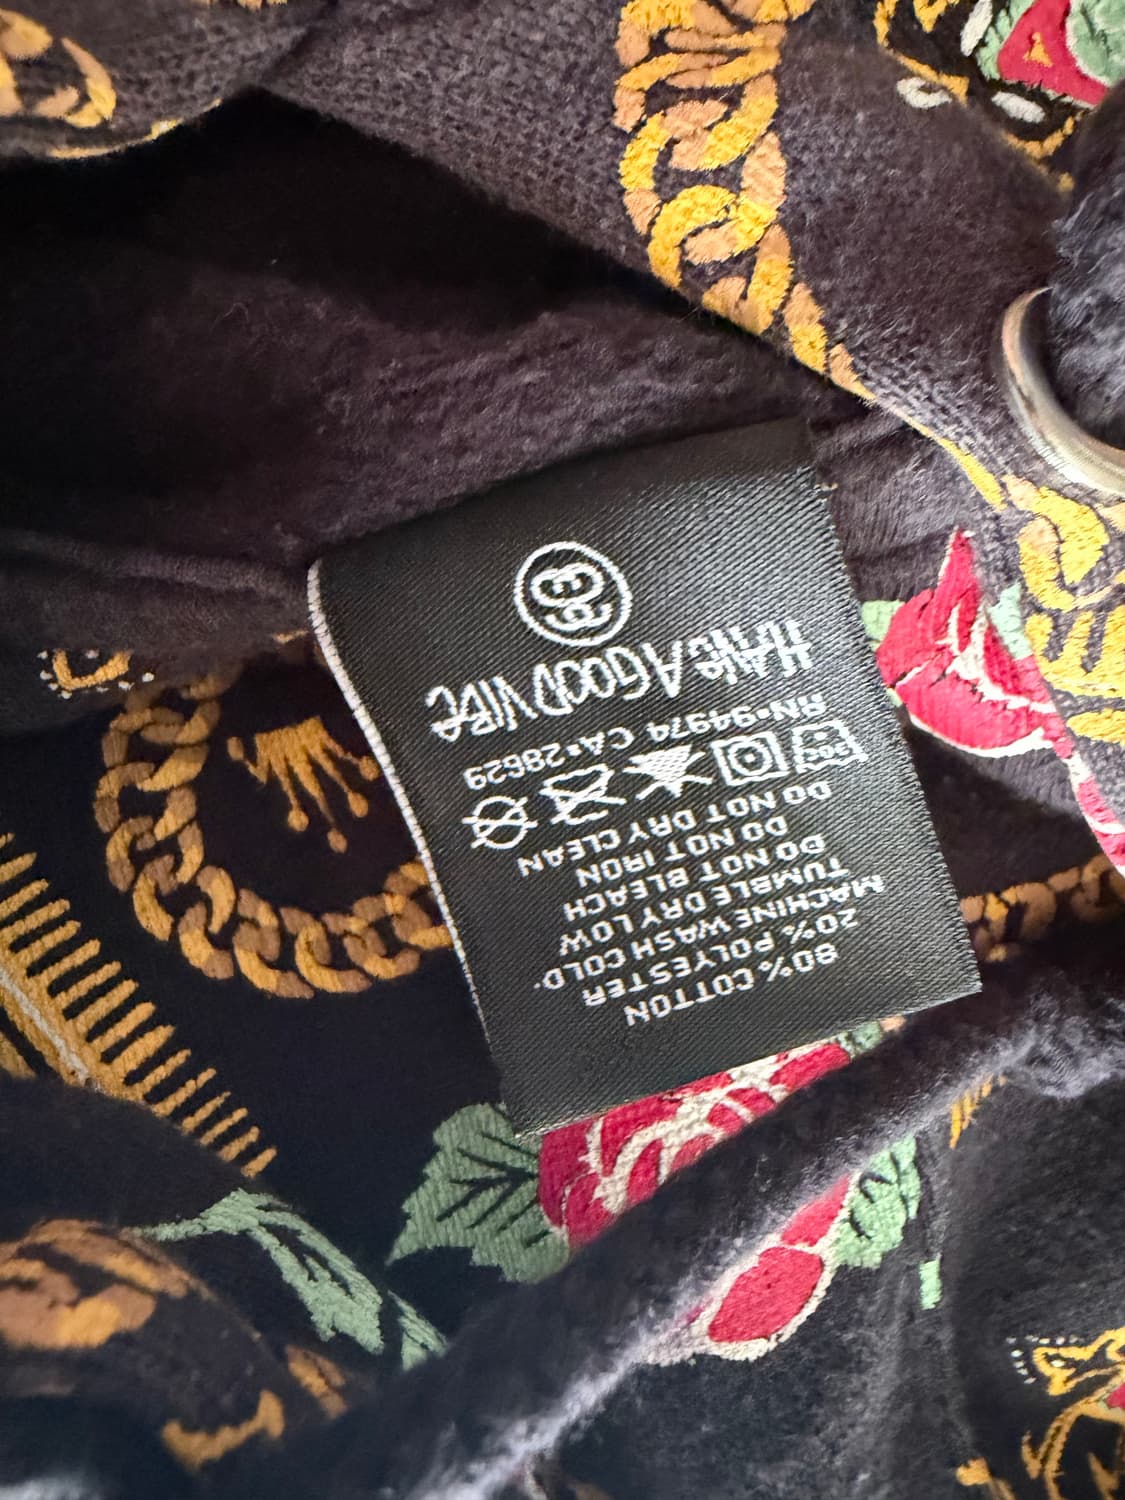 80% COTTON
20% POLYESTER
MACHINE WASH COLD.
TUMBLE DRY LOW
DO NOT BLEACH
DO NOT IRON
DO NOT DRY CLEAN
30°
RN•94974 CA•28629
HAVE A GOOD VIBE